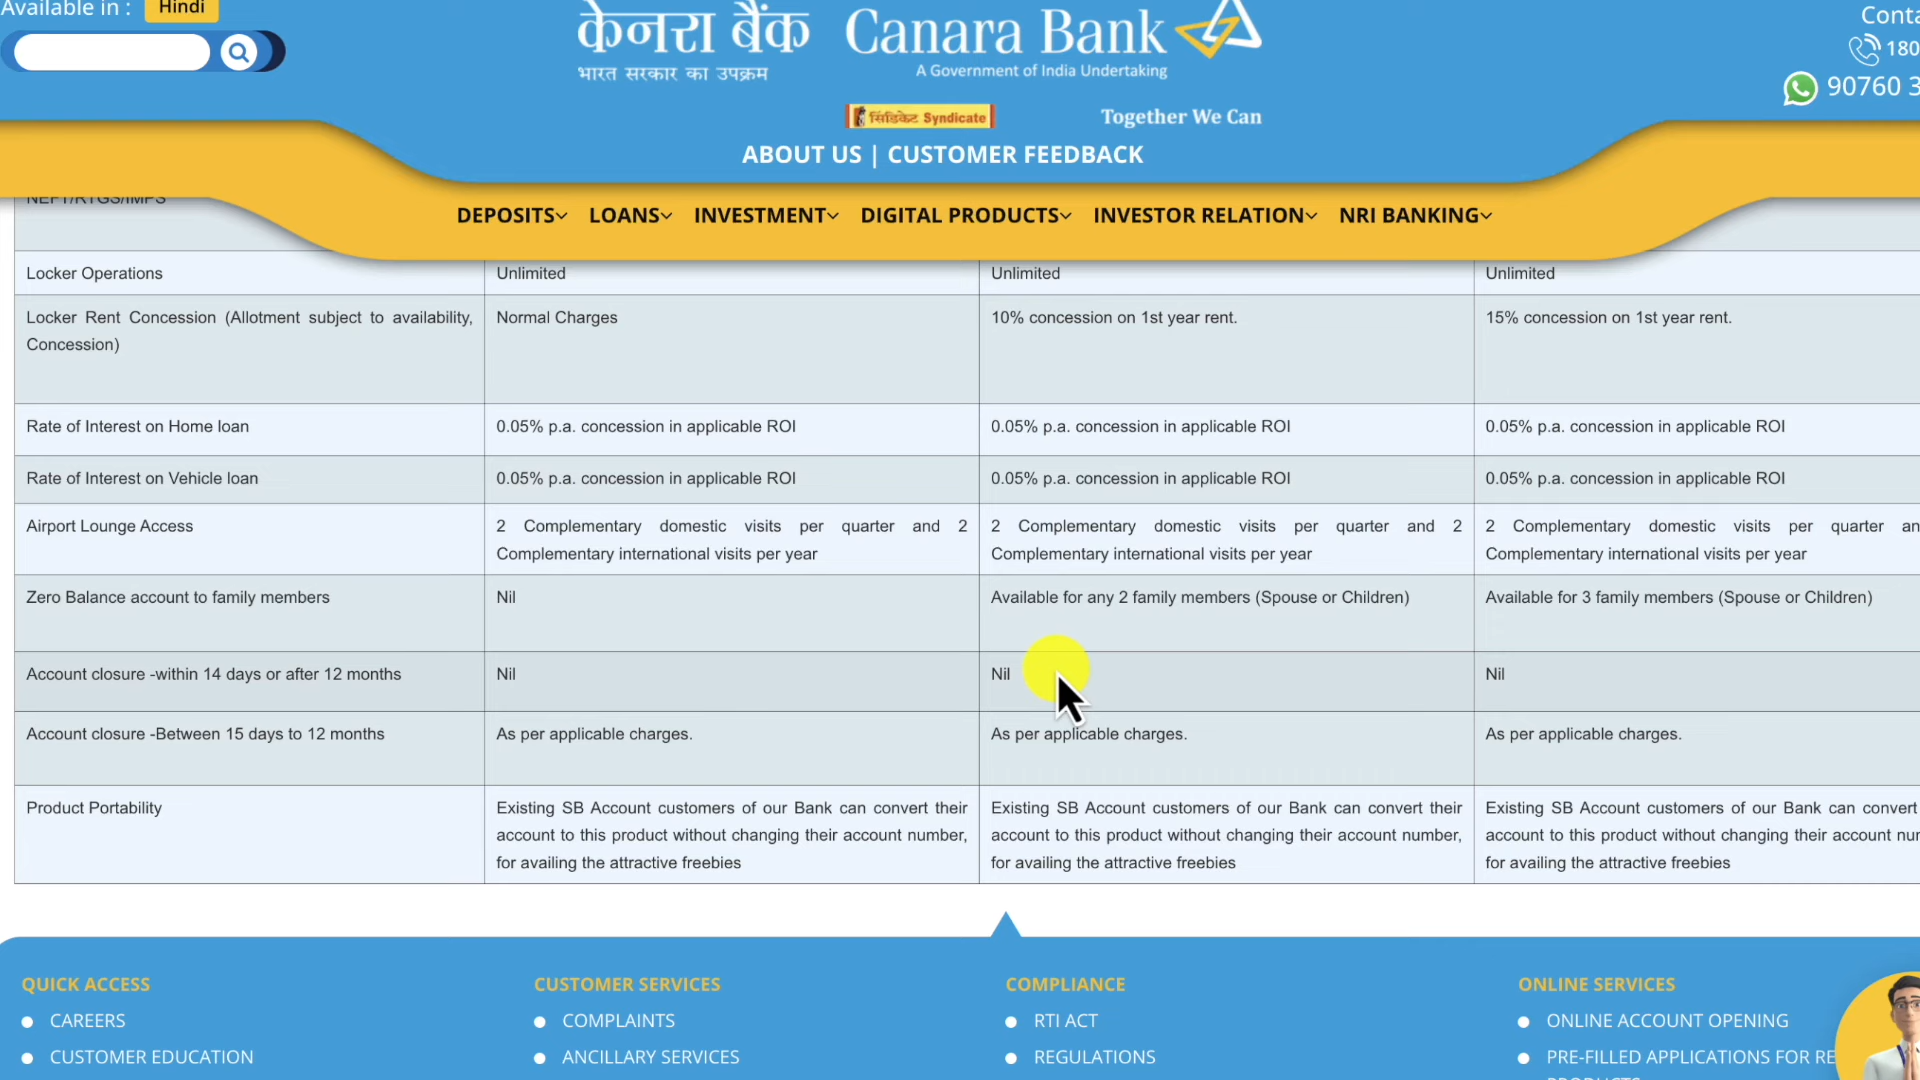 Available in :
Hindi
केनरा बैंक Canara Bank
भारत सरकार का उपक्रम
A Government of India Undertaking
सिंडिकेट Syndicate
Together We Can
Conta
180
90760 3
ABOUT US | CUSTOMER FEEDBACK
DEPOSITS LOANS INVESTMENT DIGITAL PRODUCTS INVESTOR RELATION NRI BANKING
NEFT/RTGS/IMPS
Locker Operations
Unlimited
Unlimited
Unlimited
Locker Rent Concession (Allotment subject to availability,
Concession)
Normal Charges
10% concession on 1st year rent.
15% concession on 1st year rent.
Rate of Interest on Home loan
0.05% p.a. concession in applicable ROI
0.05% p.a. concession in applicable ROI
0.05% p.a. concession in applicable ROI
Rate of Interest on Vehicle loan
0.05% p.a. concession in applicable ROI
0.05% p.a. concession in applicable ROI
0.05% p.a. concession in applicable ROI
Airport Lounge Access
2 Complementary domestic visits per quarter and 2
Complementary international visits per year
2 Complementary domestic visits per quarter and 2
Complementary international visits per year
2 Complementary domestic visits per quarter an
Complementary international visits per year
Zero Balance account to family members
Nil
Available for any 2 family members (Spouse or Children)
Available for 3 family members (Spouse or Children)
Account closure -within 14 days or after 12 months
Nil
Nil
Nil
Account closure -Between 15 days to 12 months
As per applicable charges.
As per applicable charges.
As per applicable charges.
Product Portability
Existing SB Account customers of our Bank can convert their
account to this product without changing their account number,
for availing the attractive freebies
Existing SB Account customers of our Bank can convert their
account to this product without changing their account number,
for availing the attractive freebies
Existing SB Account customers of our Bank can convert
account to this product without changing their account nu
for availing the attractive freebies
QUICK ACCESS
CAREERS
CUSTOMER EDUCATION
CUSTOMER SERVICES
COMPLAINTS
ANCILLARY SERVICES
COMPLIANCE
RTI ACT
REGULATIONS
ONLINE SERVICES
ONLINE ACCOUNT OPENING
PRE-FILLED APPLICATIONS FOR RE